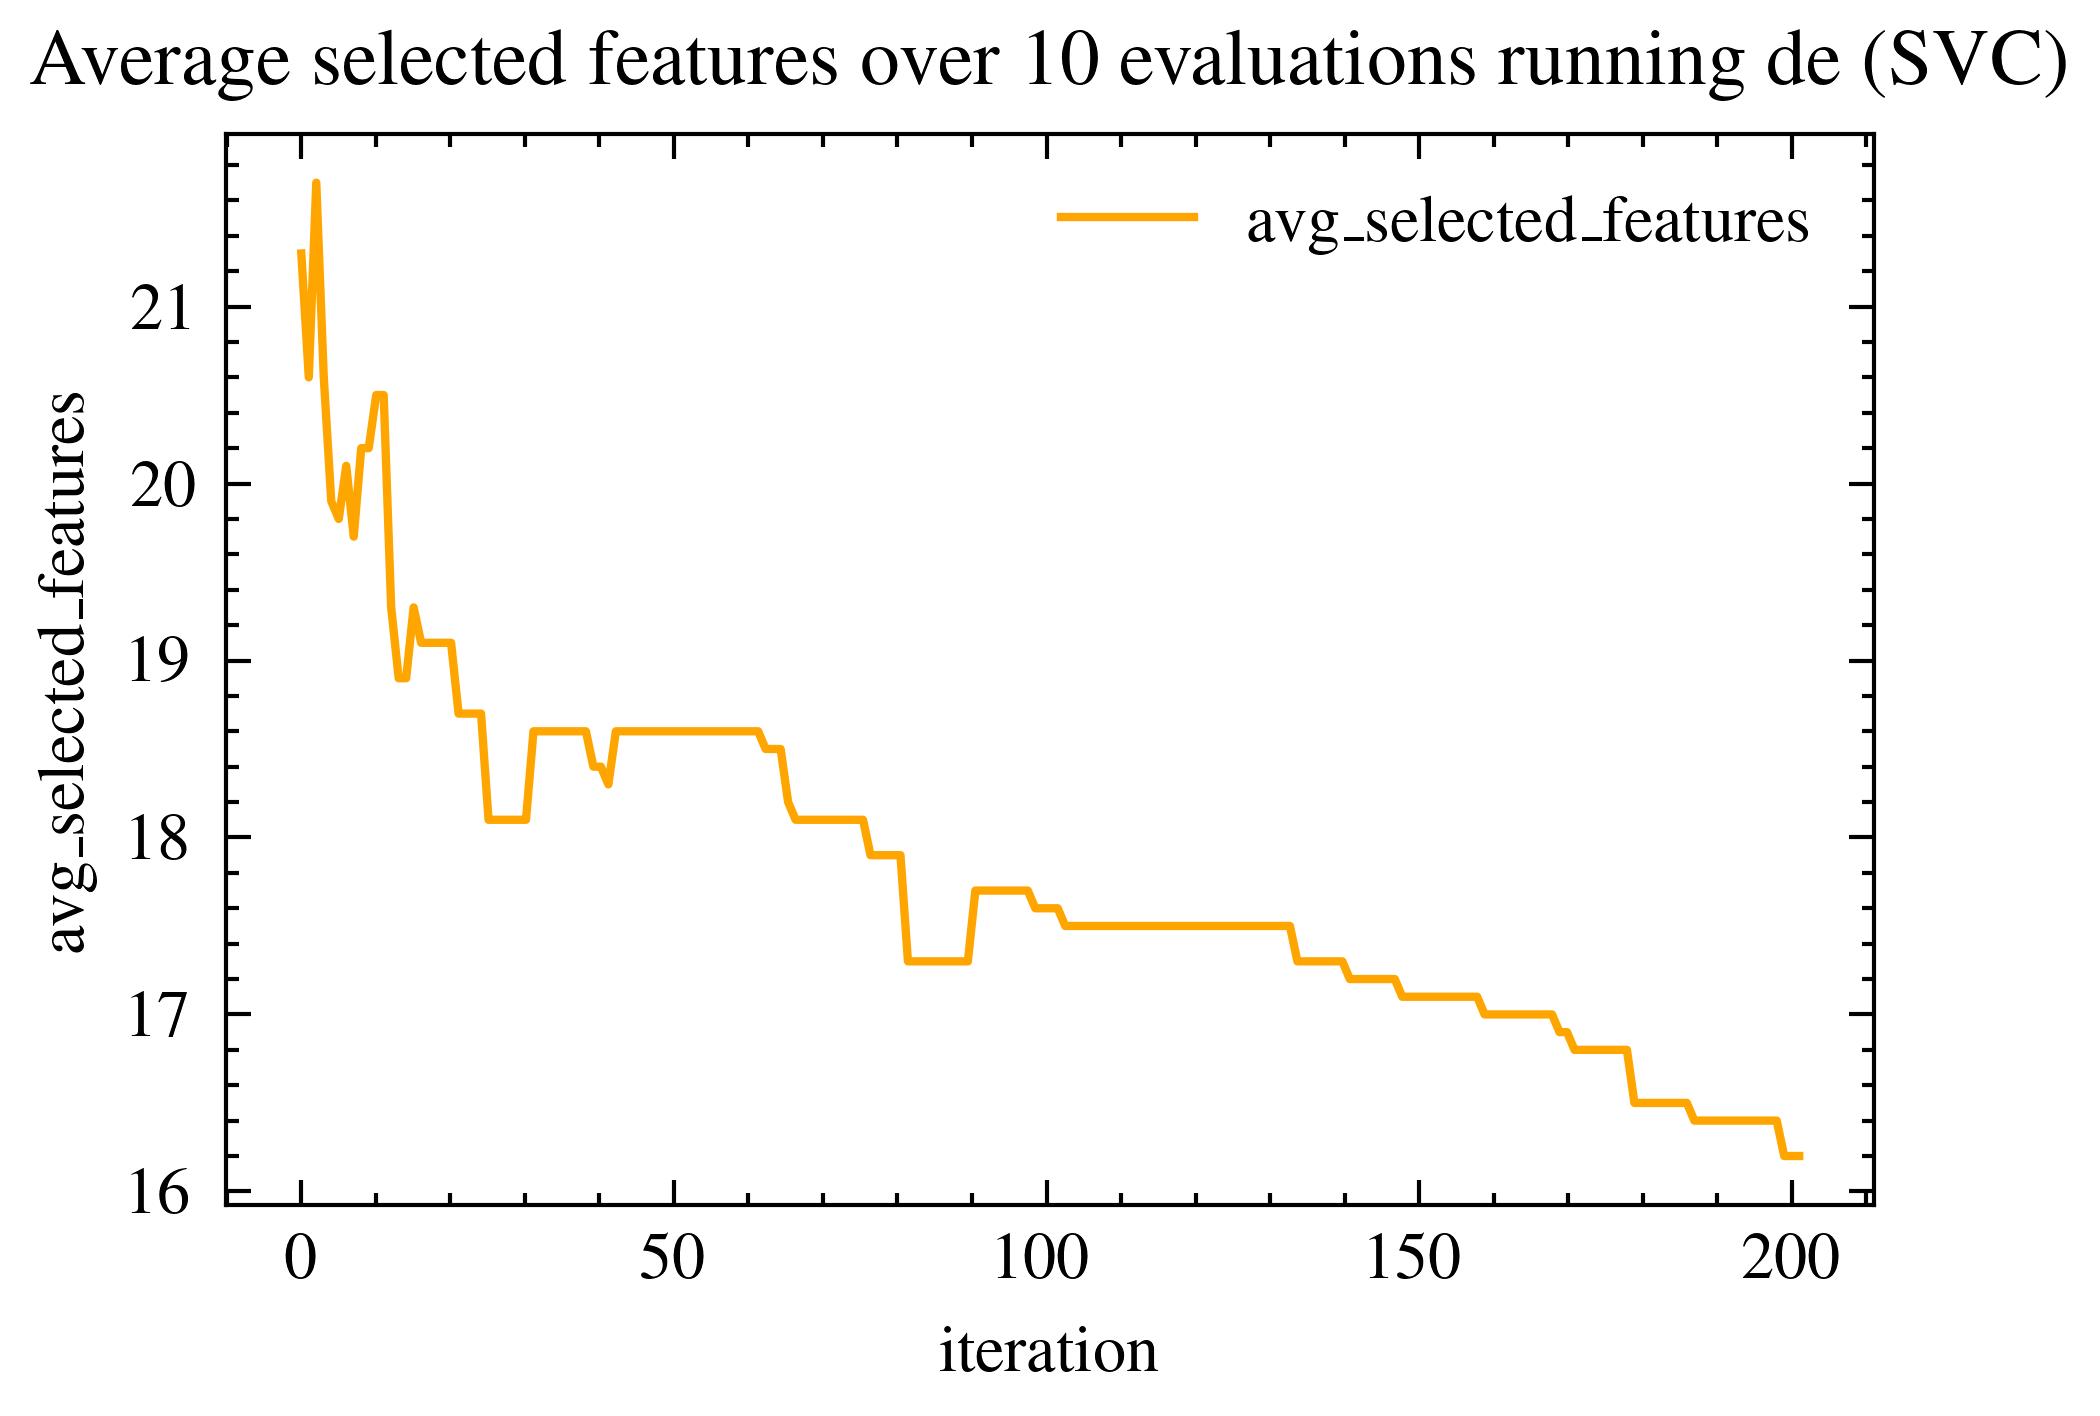 Average selected features over 10 evaluations running de (SVC)
avg_selected_features
avg_selected_features
21
20
19
18
17
16
0 50 100 150 200
iteration